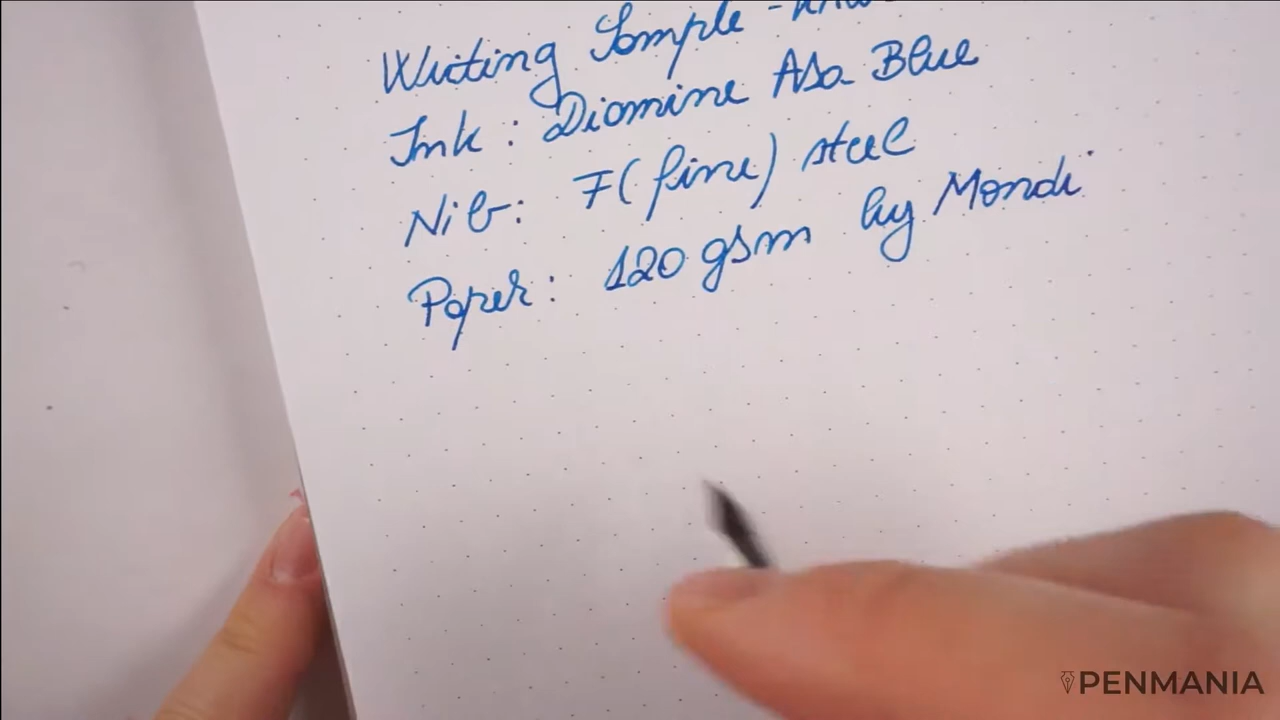 Writing Sample -
Ink: Diamine Asa Blue
Nib: F(fine) steel
Paper: 120 gsm by Mondi
PENMANIA